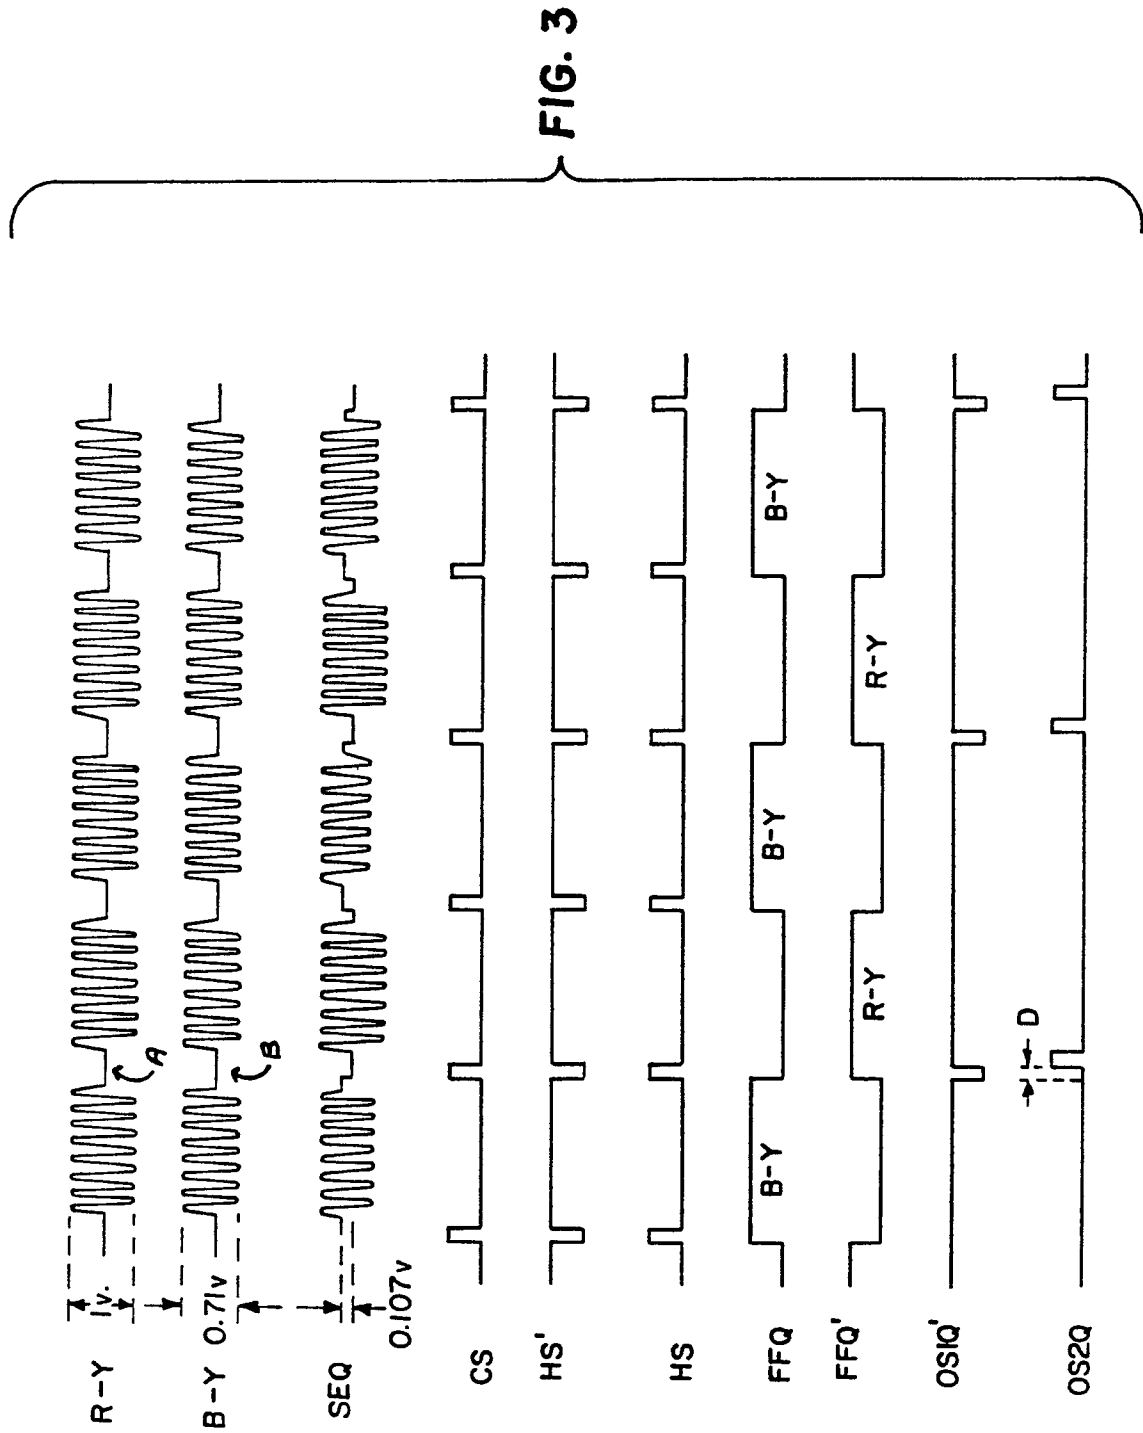 FIG. 3
R-Y 1v.
A
B-Y 0.71v
B
SEQ
0.107v
CS
HS'
HS
FFQ B-Y B-Y B-Y
FFQ' R-Y R-Y
OS1Q'
D
OS2Q